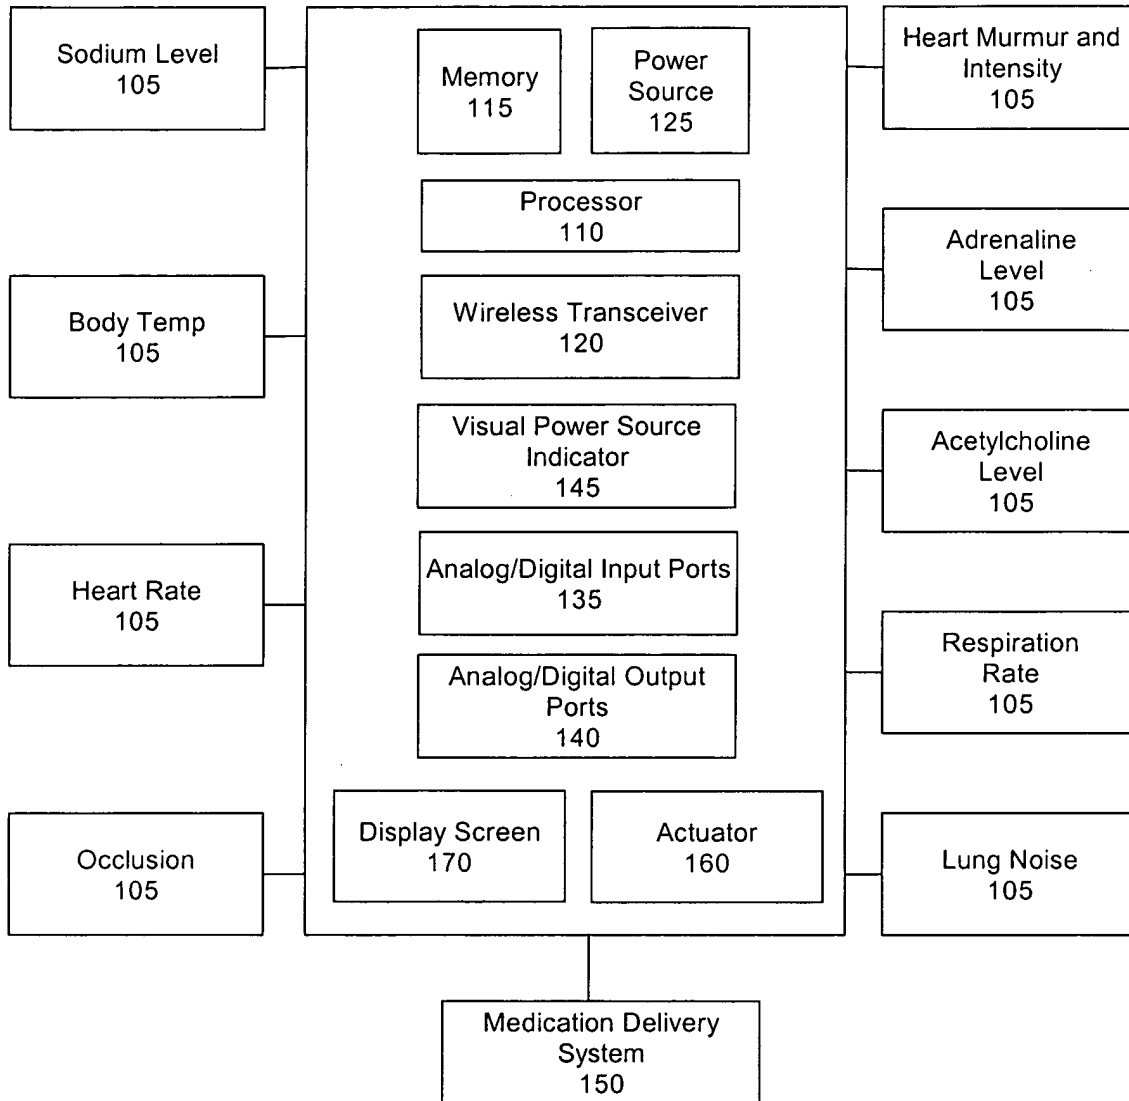 Sodium Level
105
Body Temp
105
Heart Rate
105
Occlusion
105
Memory
115
Power
Source
125
Processor
110
Wireless Transceiver
120
Visual Power Source
Indicator
145
Analog/Digital Input Ports
135
Analog/Digital Output
Ports
140
Display Screen
170
Actuator
160
Heart Murmur and
Intensity
105
Adrenaline
Level
105
Acetylcholine
Level
105
Respiration
Rate
105
Lung Noise
105
Medication Delivery
System
150